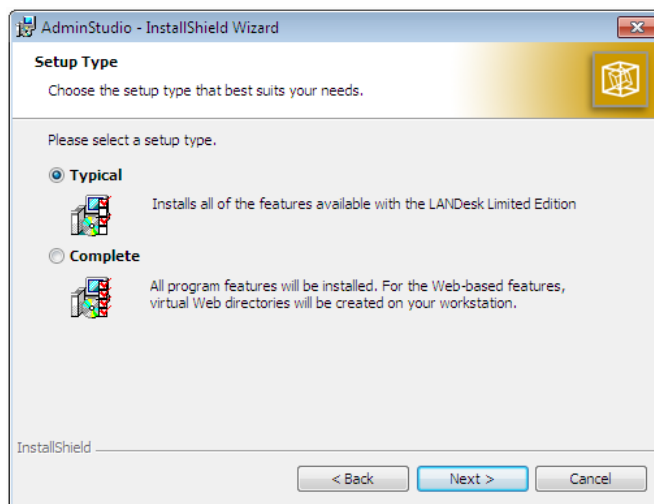 AdminStudio - InstallShield Wizard
Setup Type
Choose the setup type that best suits your needs.
Please select a setup type.
Typical
Installs all of the features available with the LANDesk Limited Edition
Complete
All program features will be installed. For the Web-based features,
virtual Web directories will be created on your workstation.
InstallShield
< Back
Next >
Cancel